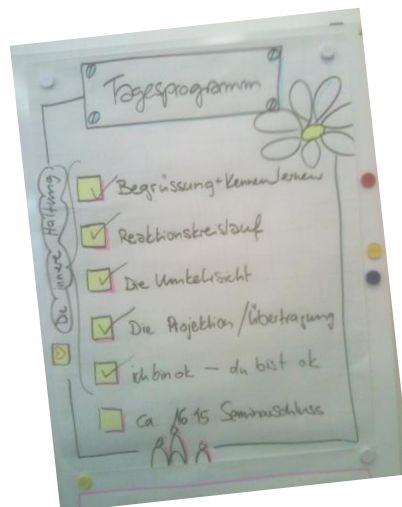 Tagesprogramm
Die innere Haltung
Begrüssung + Kennenlernen
Reaktionskreislauf
Die Umkehrsicht
Die Projektion / Übertragung
ich bin ok – du bist ok
Ca. 16 15 Seminarschluss